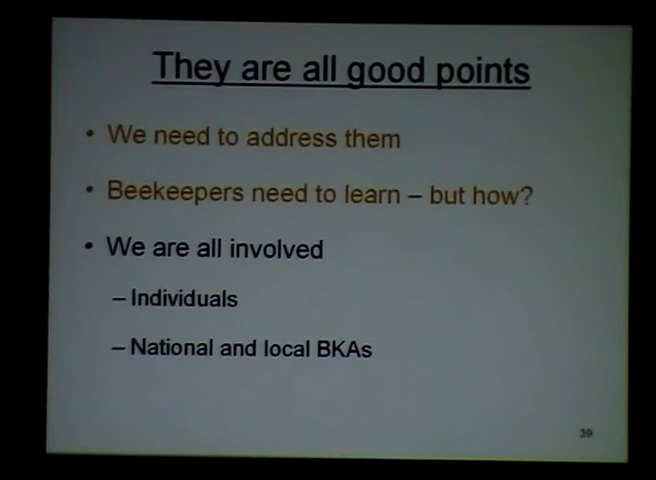 They are all good points
• We need to address them
• Beekeepers need to learn – but how?
• We are all involved
– Individuals
– National and local BKAs
39